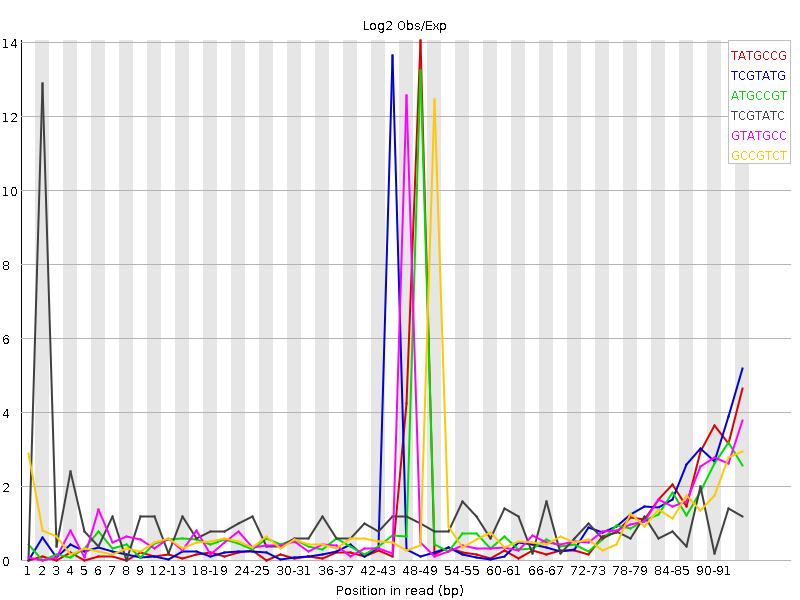 Log2 Obs/Exp
14
12
10
8
6
4
2
0
TATGCCG
TCGTATG
ATGCCGT
TCGTATC
GTATGCC
GCCGTCT
1 2 3 4 5 6 7 8 9 12-13 18-19 24-25 30-31 36-37 42-43 48-49 54-55 60-61 66-67 72-73 78-79 84-85 90-91
Position in read (bp)